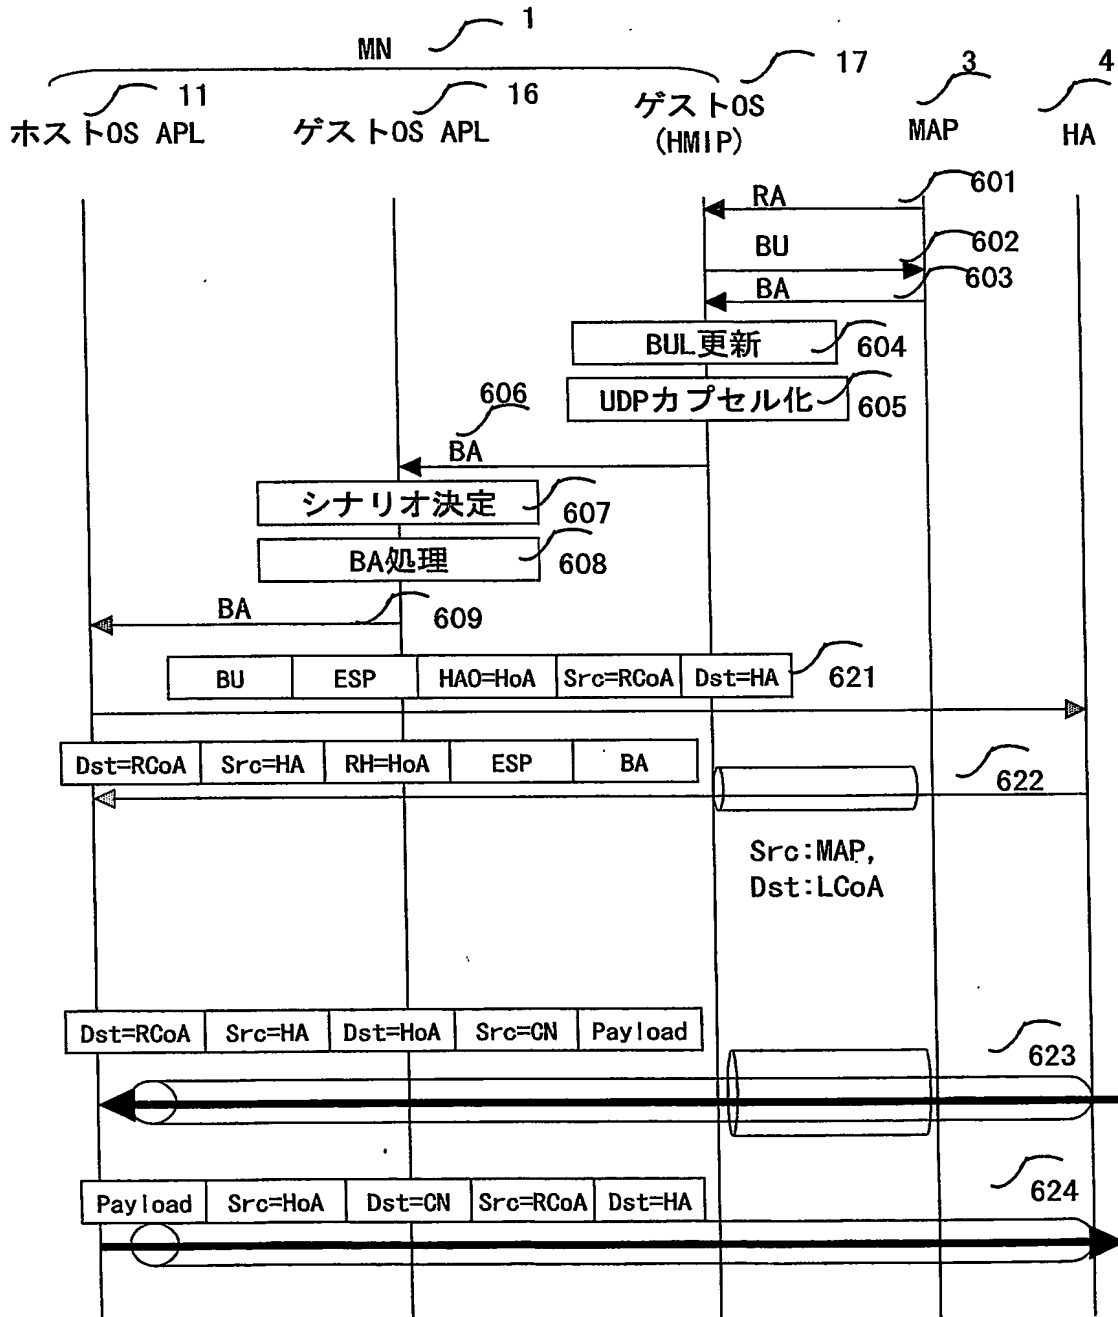 MN 1
ホストOS APL 11
ゲストOS APL 16
ゲストOS 17
(HMIP)
MAP 3
HA 4
RA 601
BU 602
BA 603
BUL更新 604
UDPカプセル化 605
BA 606
シナリオ決定 607
BA処理 608
BA 609
BU ESP HAO=HoA Src=RCoA Dst=HA 621
Dst=RCoA Src=HA RH=HoA ESP BA 622
Src:MAP,
Dst:LCoA
Dst=RCoA Src=HA Dst=HoA Src=CN Payload 623
Payload Src=HoA Dst=CN Src=RCoA Dst=HA 624